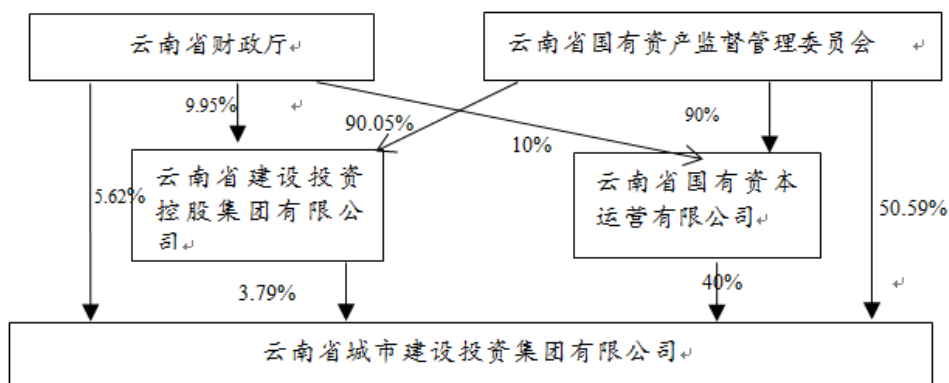 云南省财政厅
云南省国有资产监督管理委员会
9.95%
90.05%
10%
90%
云南省建设投资
控股集团有限公
司
云南省国有资本
运营有限公司
5.62%
50.59%
3.79%
40%
云南省城市建设投资集团有限公司